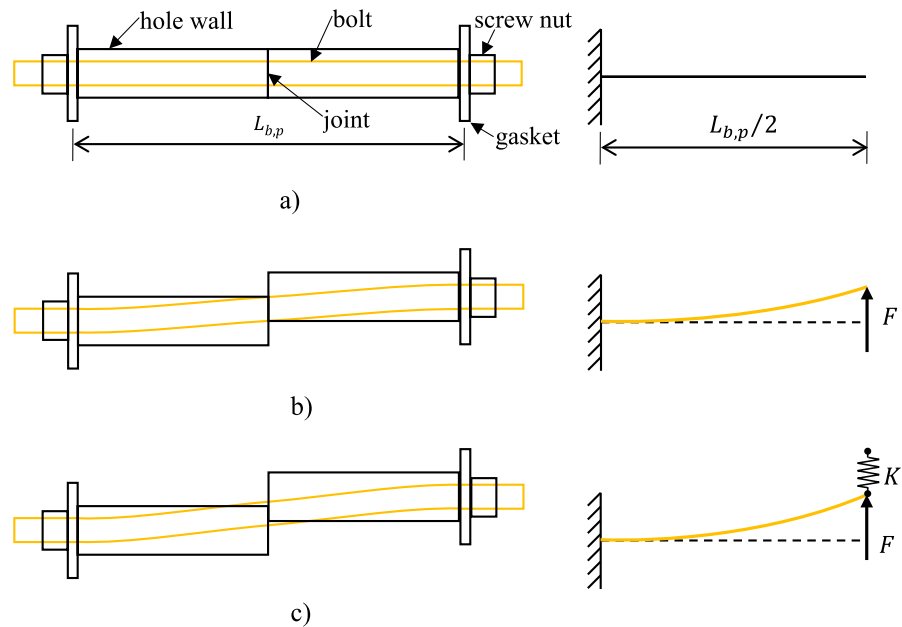 hole wall
bolt
screw nut
joint
gasket
$L_{b,p}$
$L_{b,p}/2$
a)
F
b)
K
F
c)